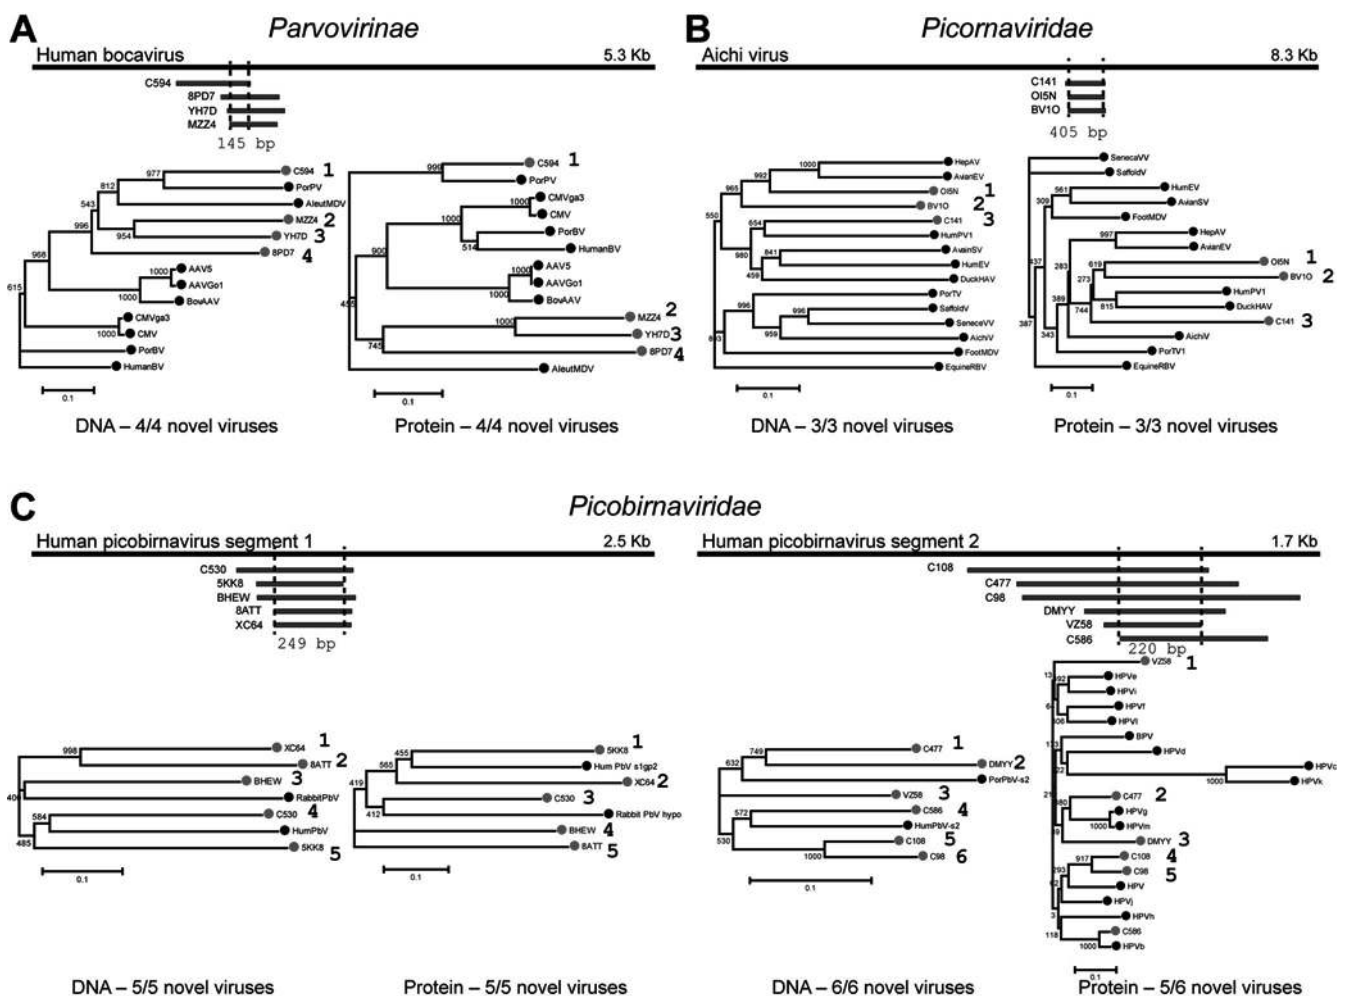 A
Parvovirinae
Human bocavirus 5.3 Kb
C594
8PD7
YH7D
MZZ4
145 bp
C594 1
PorPV
AleutMDV
MZZ4 2
YH7D 3
8PD7 4
AAV5
AAVGo1
BovAAV
CMVga3
CMV
PorBV
HumanBV
977
812
543
996
954
968
1000
1000
615
1000
0.1
DNA – 4/4 novel viruses
C594 1
PorPV
CMVga3
CMV
PorBV
HumanBV
AAV5
AAVGo1
BovAAV
MZZ4 2
YH7D 3
8PD7 4
AleutMDV
999
1000
1000
514
900
1000
1000
1000
745
0.1
Protein – 4/4 novel viruses
B
Picornaviridae
Aichi virus 8.3 Kb
C141
OI5N
BV1O
405 bp
HepAV
AvianEV
OI5N 1
BV1O 2
C141 3
HumPV1
AvainSV
HumEV
DuckHAV
PorTV
SaffoldV
SenecaVV
AichiV
FootMDV
EquineRBV
1000
992
965
550
654
980
841
459
996
996
959
0.1
DNA – 3/3 novel viruses
SenecaVV
SaffoldV
HumEV
AvianSV
FootMDV
HepAV
AvianEV
OI5N 1
BV1O 2
HumPV1
DuckHAV
C141 3
AichiV
PorTV1
EquineRBV
561
309
997
437
283
619
273
815
389
744
387
343
0.1
Protein – 3/3 novel viruses
C
Picobirnaviridae
Human picobirnavirus segment 1 2.5 Kb
C530
5KK8
BHEW
8ATT
XC64
249 bp
XC64 1
8ATT 2
BHEW 3
RabbitPbV
C530 4
HumPbV
5KK8 5
998
584
485
0.1
DNA – 5/5 novel viruses
5KK8 1
Hum PbV s1gp2
XC64 2
C530 3
Rabbit PbV hypo
BHEW 4
8ATT 5
455
565
419
412
0.1
Protein – 5/5 novel viruses
Human picobirnavirus segment 2 1.7 Kb
C108
C477
C98
DMYY
VZ58
C586
220 bp
C477 1
DMYY 2
PorPbV-s2
VZ58 3
C586 4
HumPbV-s2
C108 5
C98 6
749
632
572
530
1000
0.1
DNA – 6/6 novel viruses
VZ58 1
HPVe
HPVi
HPVf
HPVl
BPV
HPVd
HPVc
HPVk
C477 2
HPVg
HPVm
DMYY 3
C108 4
C98 5
HPV
HPVj
HPVh
C586
HPVb
1000
1000
917
118
1000
0.1
Protein – 5/6 novel viruses